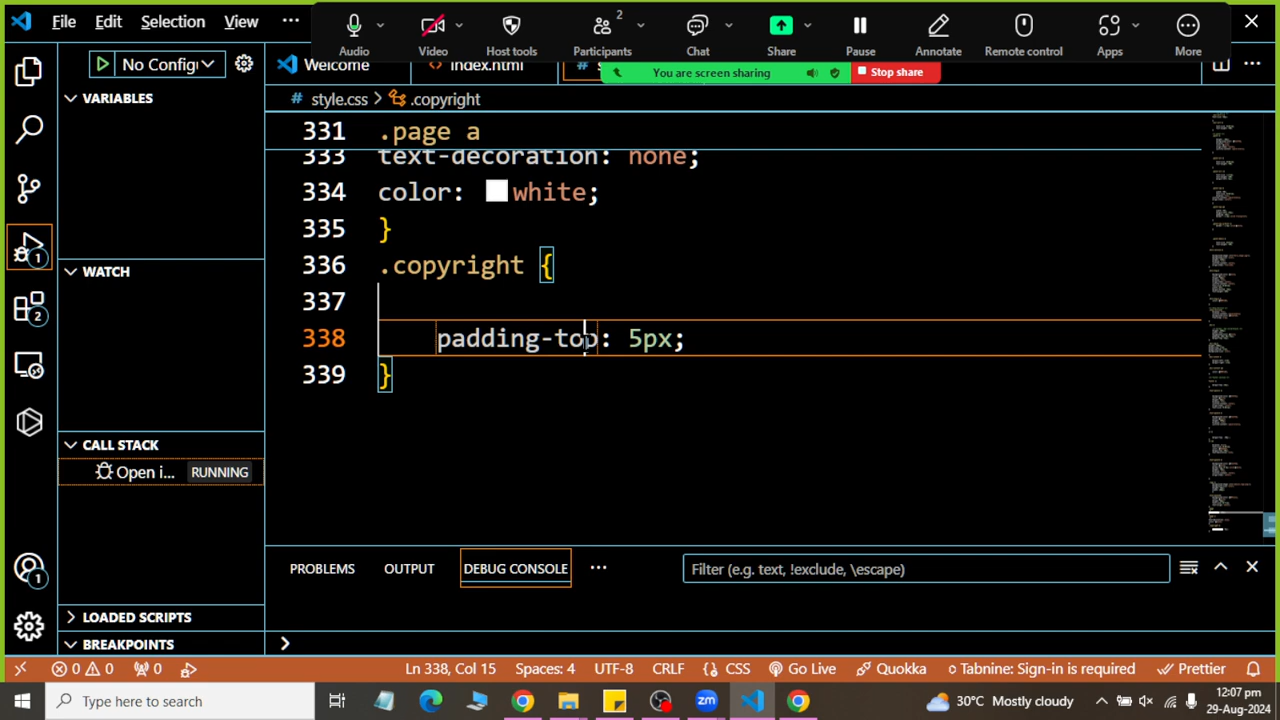 File Edit Selection View ...
Audio
Video
Host tools
Participants 2
Chat
Share
Pause
Annotate
Remote control
Apps
More
No Config
Welcome
index.html
#
You are screen sharing
Stop share
VARIABLES
# style.css > .copyright
331 .page a
333 text-decoration: none;
334 color: white;
335 }
336 .copyright {
337
338 padding-top: 5px;
339 }
WATCH
CALL STACK
Open i... RUNNING
LOADED SCRIPTS
BREAKPOINTS
1
2
1
PROBLEMS OUTPUT DEBUG CONSOLE ...
Filter (e.g. text, !exclude, \escape)
0 0 0 Ln 338, Col 15 Spaces: 4 UTF-8 CRLF CSS Go Live Quokka Tabnine: Sign-in is required Prettier
Type here to search
zm
30°C Mostly cloudy
12:07 pm
29-Aug-2024